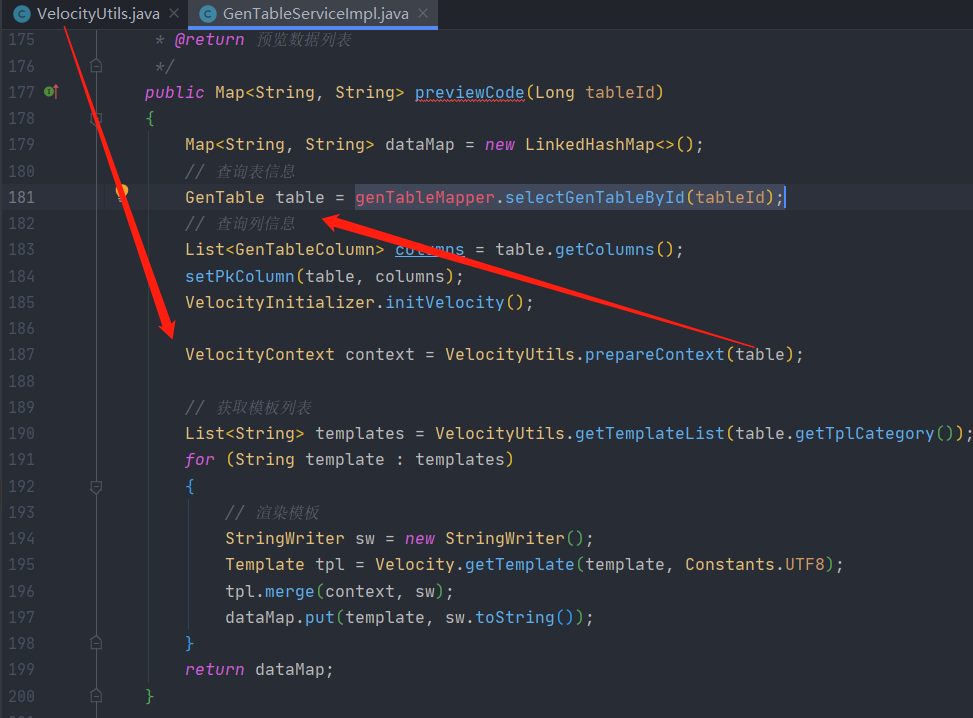 VelocityUtils.java × GenTableServiceImpl.java ×
175 * @return 预览数据列表
176 */
177 public Map<String, String> previewCode(Long tableId)
178 {
179 Map<String, String> dataMap = new LinkedHashMap<>();
180 // 查询表信息
181 GenTable table = genTableMapper.selectGenTableById(tableId);
182 // 查询列信息
183 List<GenTableColumn> columns = table.getColumns();
184 setPkColumn(table, columns);
185 VelocityInitializer.initVelocity();
186
187 VelocityContext context = VelocityUtils.prepareContext(table);
188
189 // 获取模板列表
190 List<String> templates = VelocityUtils.getTemplateList(table.getTplCategory());
191 for (String template : templates)
192 {
193 // 渲染模板
194 StringWriter sw = new StringWriter();
195 Template tpl = Velocity.getTemplate(template, Constants.UTF8);
196 tpl.merge(context, sw);
197 dataMap.put(template, sw.toString());
198 }
199 return dataMap;
200 }